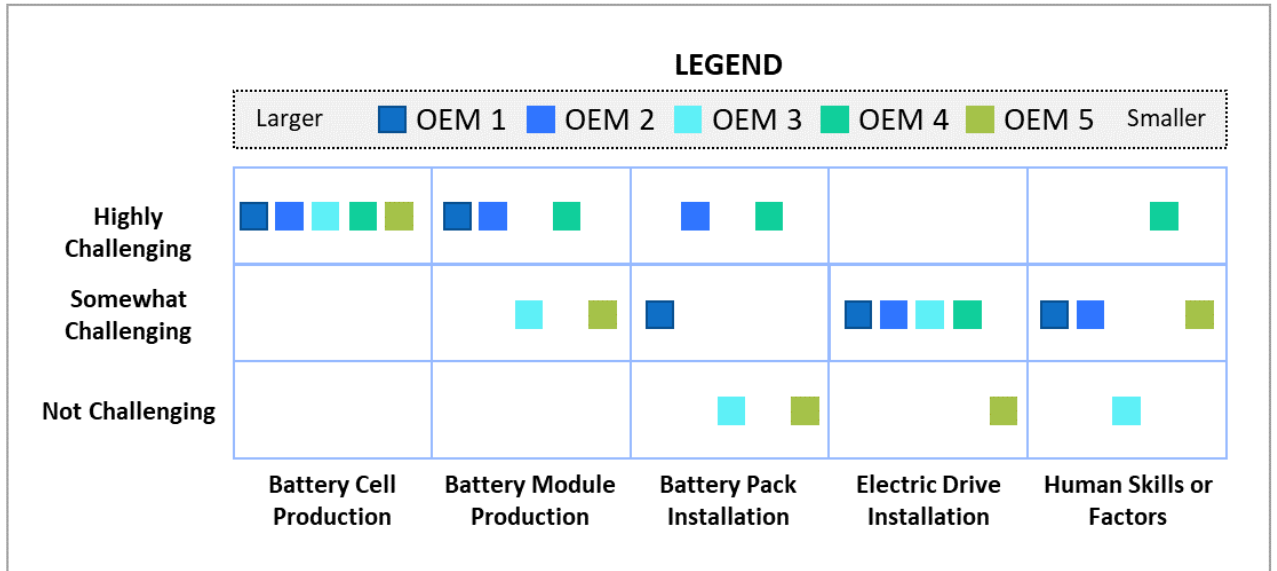 LEGEND
Larger OEM 1 OEM 2 OEM 3 OEM 4 OEM 5 Smaller
Highly
Challenging
Somewhat
Challenging
Not Challenging
Battery Cell
Production
Battery Module
Production
Battery Pack
Installation
Electric Drive
Installation
Human Skills or
Factors